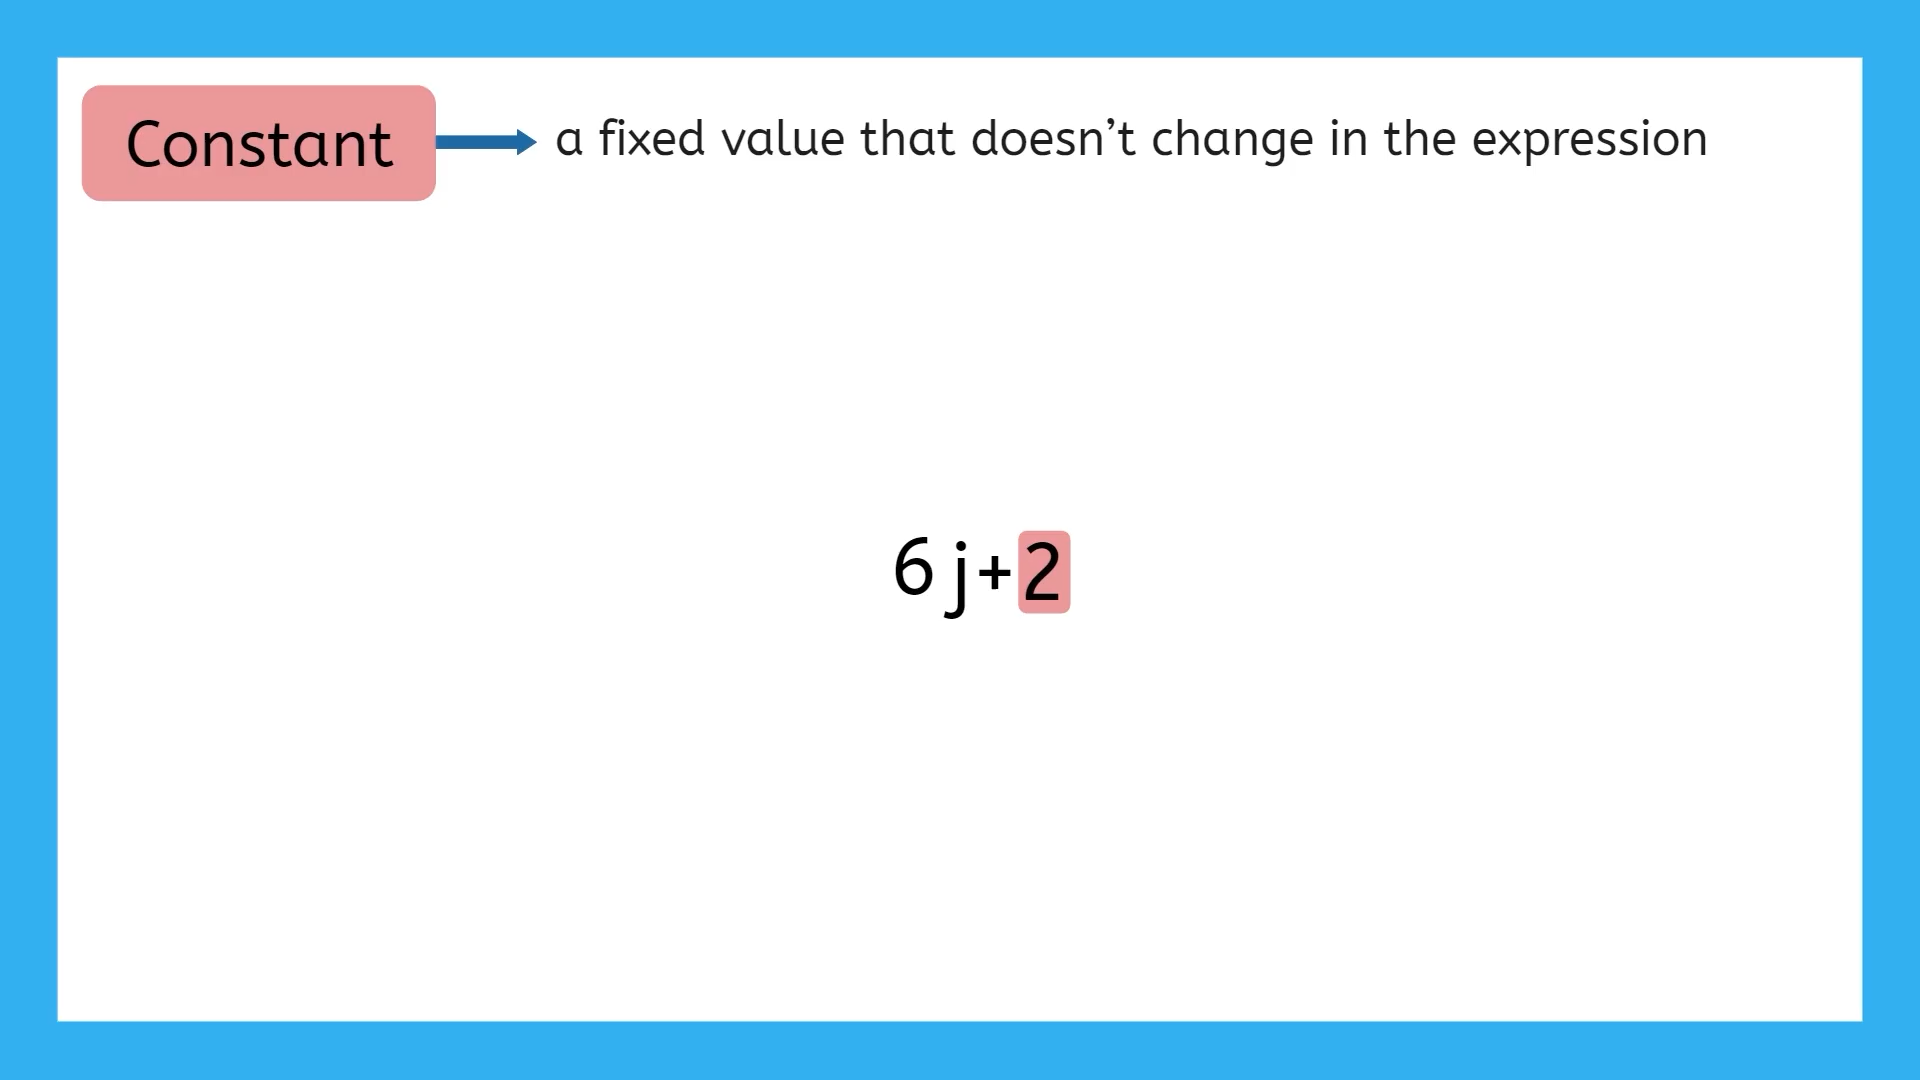 Constant
a fixed value that doesn’t change in the expression
6j+2